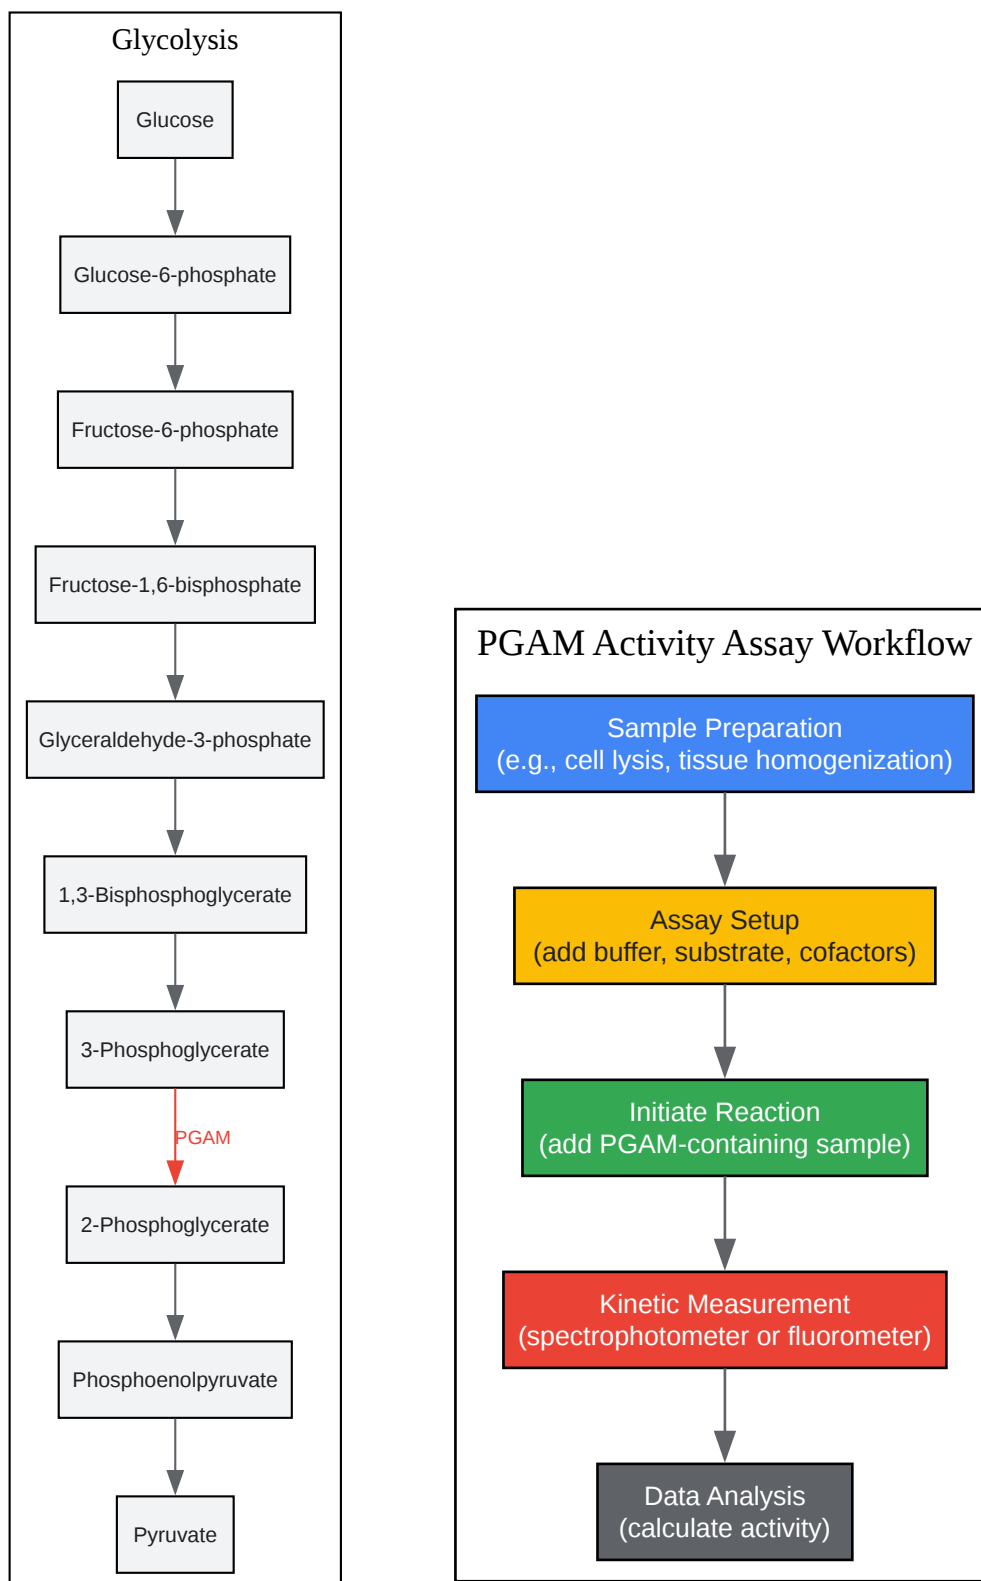 Glycolysis
Glucose
Glucose-6-phosphate
Fructose-6-phosphate
Fructose-1,6-bisphosphate
Glyceraldehyde-3-phosphate
1,3-Bisphosphoglycerate
3-Phosphoglycerate
PGAM
2-Phosphoglycerate
Phosphoenolpyruvate
Pyruvate
PGAM Activity Assay Workflow
Sample Preparation
(e.g., cell lysis, tissue homogenization)
Assay Setup
(add buffer, substrate, cofactors)
Initiate Reaction
(add PGAM-containing sample)
Kinetic Measurement
(spectrophotometer or fluorometer)
Data Analysis
(calculate activity)